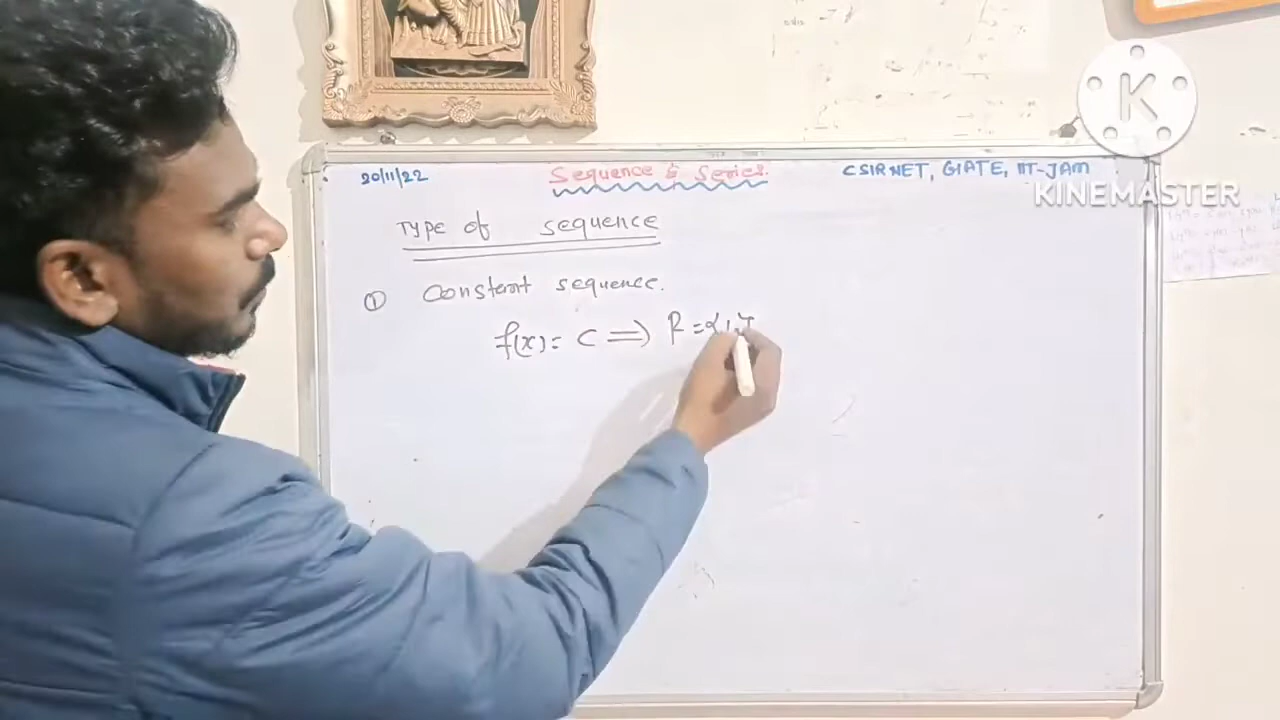 20/11/22 Sequence & Series. CSIR NET, GATE, IIT-JAM
KINEMASTER
Type of sequence
① Constant sequence.
f(x) = C ⟹ R =